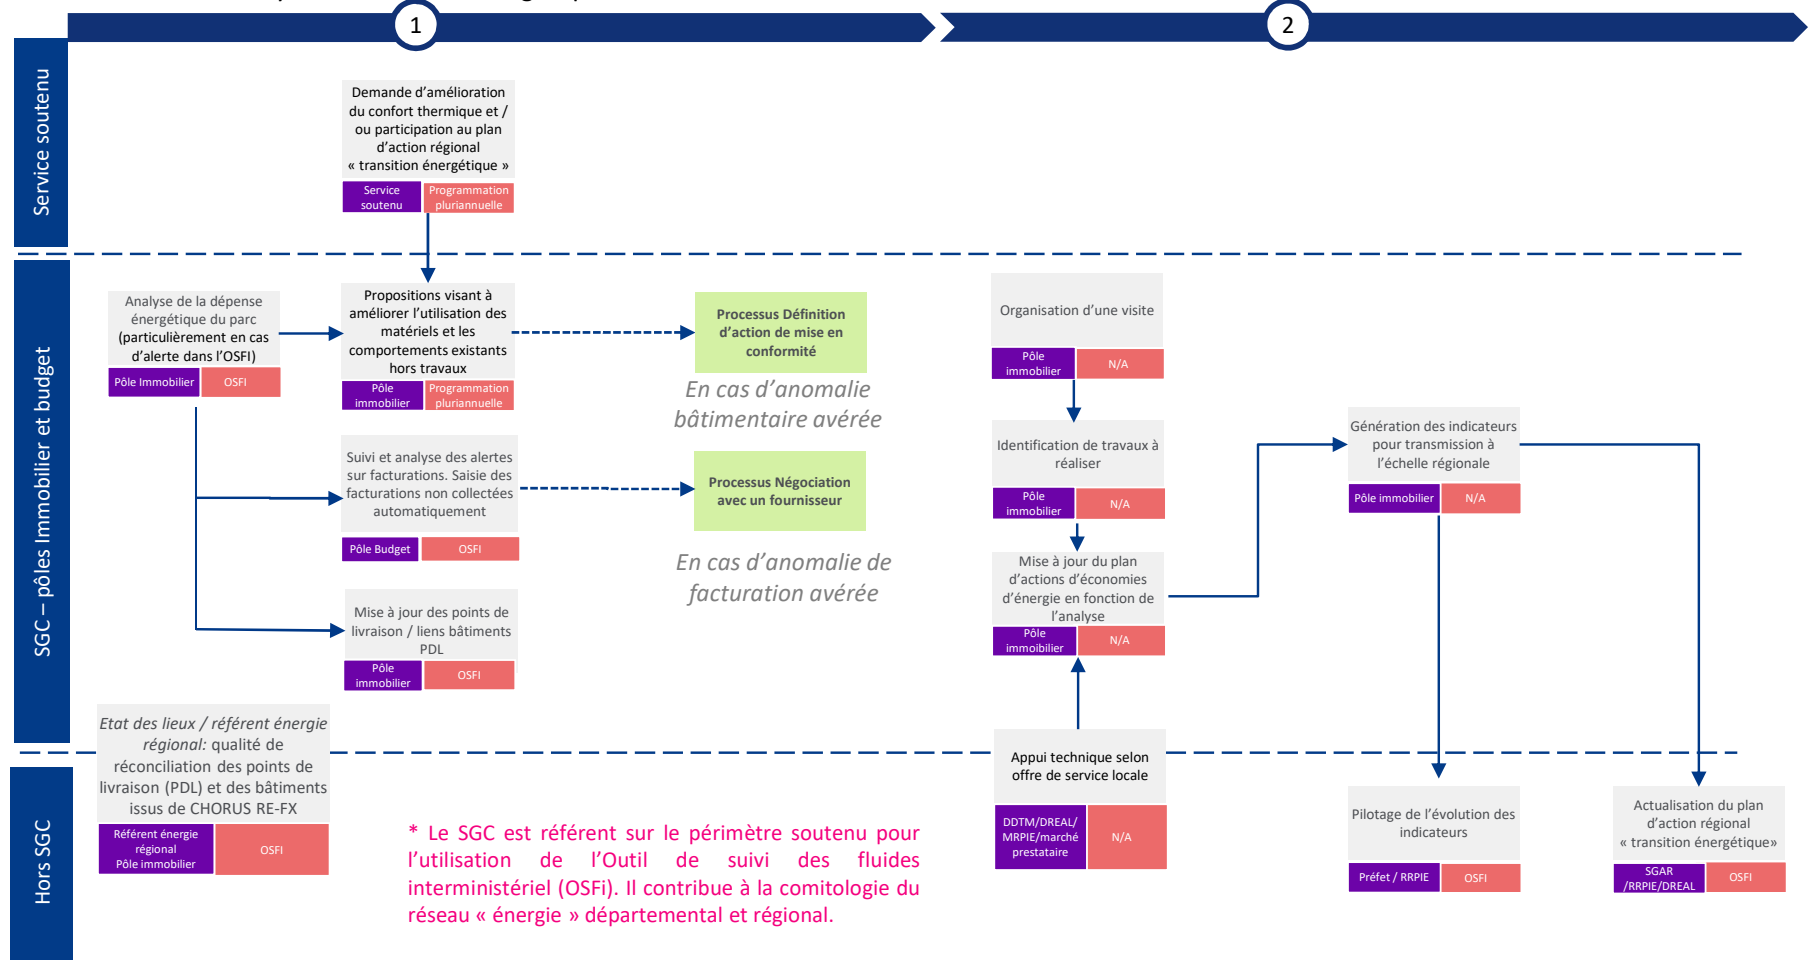 1
2
Service soutenu
Demande d’amélioration
du confort thermique et /
ou participation au plan
d’action régional
« transition énergétique »
Service
soutenu
Programmation
pluriannuelle
SGC – pôles Immobilier et budget
Analyse de la dépense
énergétique du parc
(particulièrement en cas
d’alerte dans l’OSFI)
Pôle Immobilier
OSFI
Propositions visant à
améliorer l’utilisation des
matériels et les
comportements existants
hors travaux
Pôle
immobilier
Programmation
pluriannuelle
Processus Définition
d’action de mise en
conformité
En cas d’anomalie
bâtimentaire avérée
Suivi et analyse des alertes
sur facturations. Saisie des
facturations non collectées
automatiquement
Pôle Budget
OSFI
Processus Négociation
avec un fournisseur
En cas d’anomalie de
facturation avérée
Mise à jour des points de
livraison / liens bâtiments
PDL
Pôle
immobilier
OSFI
Organisation d’une visite
Pôle
immobilier
N/A
Identification de travaux à
réaliser
Pôle
immobilier
N/A
Mise à jour du plan
d’actions d’économies
d’énergie en fonction de
l’analyse
Pôle
immoibilier
N/A
Génération des indicateurs
pour transmission à
l’échelle régionale
Pôle immobilier
N/A
Hors SGC
Etat des lieux / référent énergie
régional: qualité de
réconciliation des points de
livraison (PDL) et des bâtiments
issus de CHORUS RE-FX
Référent énergie
régional
Pôle immobilier
OSFI
* Le SGC est référent sur le périmètre soutenu pour
l’utilisation de l’Outil de suivi des fluides
interministériel (OSFi). Il contribue à la comitologie du
réseau « énergie » départemental et régional.
Appui technique selon
offre de service locale
DDTM/DREAL/
MRPIE/marché
prestataire
N/A
Pilotage de l’évolution des
indicateurs
Préfet / RRPIE
OSFI
Actualisation du plan
d’action régional
« transition énergétique»
SGAR
/RRPIE/DREAL
OSFI